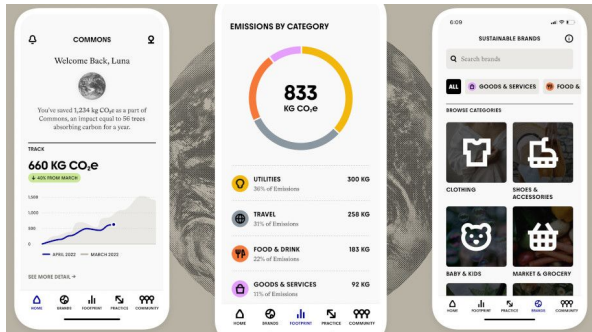 COMMONS
Welcome Back, Luna
You've saved 1,234 kg CO₂e as a part of
Commons, an impact equal to 56 trees
absorbing carbon for a year.
TRACK
660 KG CO₂e
↓ 40% FROM MARCH
1,500
1,000
500
0
APRIL 2022 MARCH 2022
SEE MORE DETAIL →
HOME BRANDS FOOTPRINT PRACTICE COMMUNITY
EMISSIONS BY CATEGORY
833
KG CO₂e
UTILITIES 300 KG
36% of Emissions
TRAVEL 258 KG
31% of Emissions
FOOD & DRINK 183 KG
22% of Emissions
GOODS & SERVICES 92 KG
11% of Emissions
HOME BRANDS FOOTPRINT PRACTICE COMMUNITY
6:09
SUSTAINABLE BRANDS
Search brands
ALL GOODS & SERVICES FOOD &
BROWSE CATEGORIES
CLOTHING
SHOES &
ACCESSORIES
BABY & KIDS
MARKET & GROCERY
HOME FOOTPRINT PRACTICE BRANDS COMMUNITY